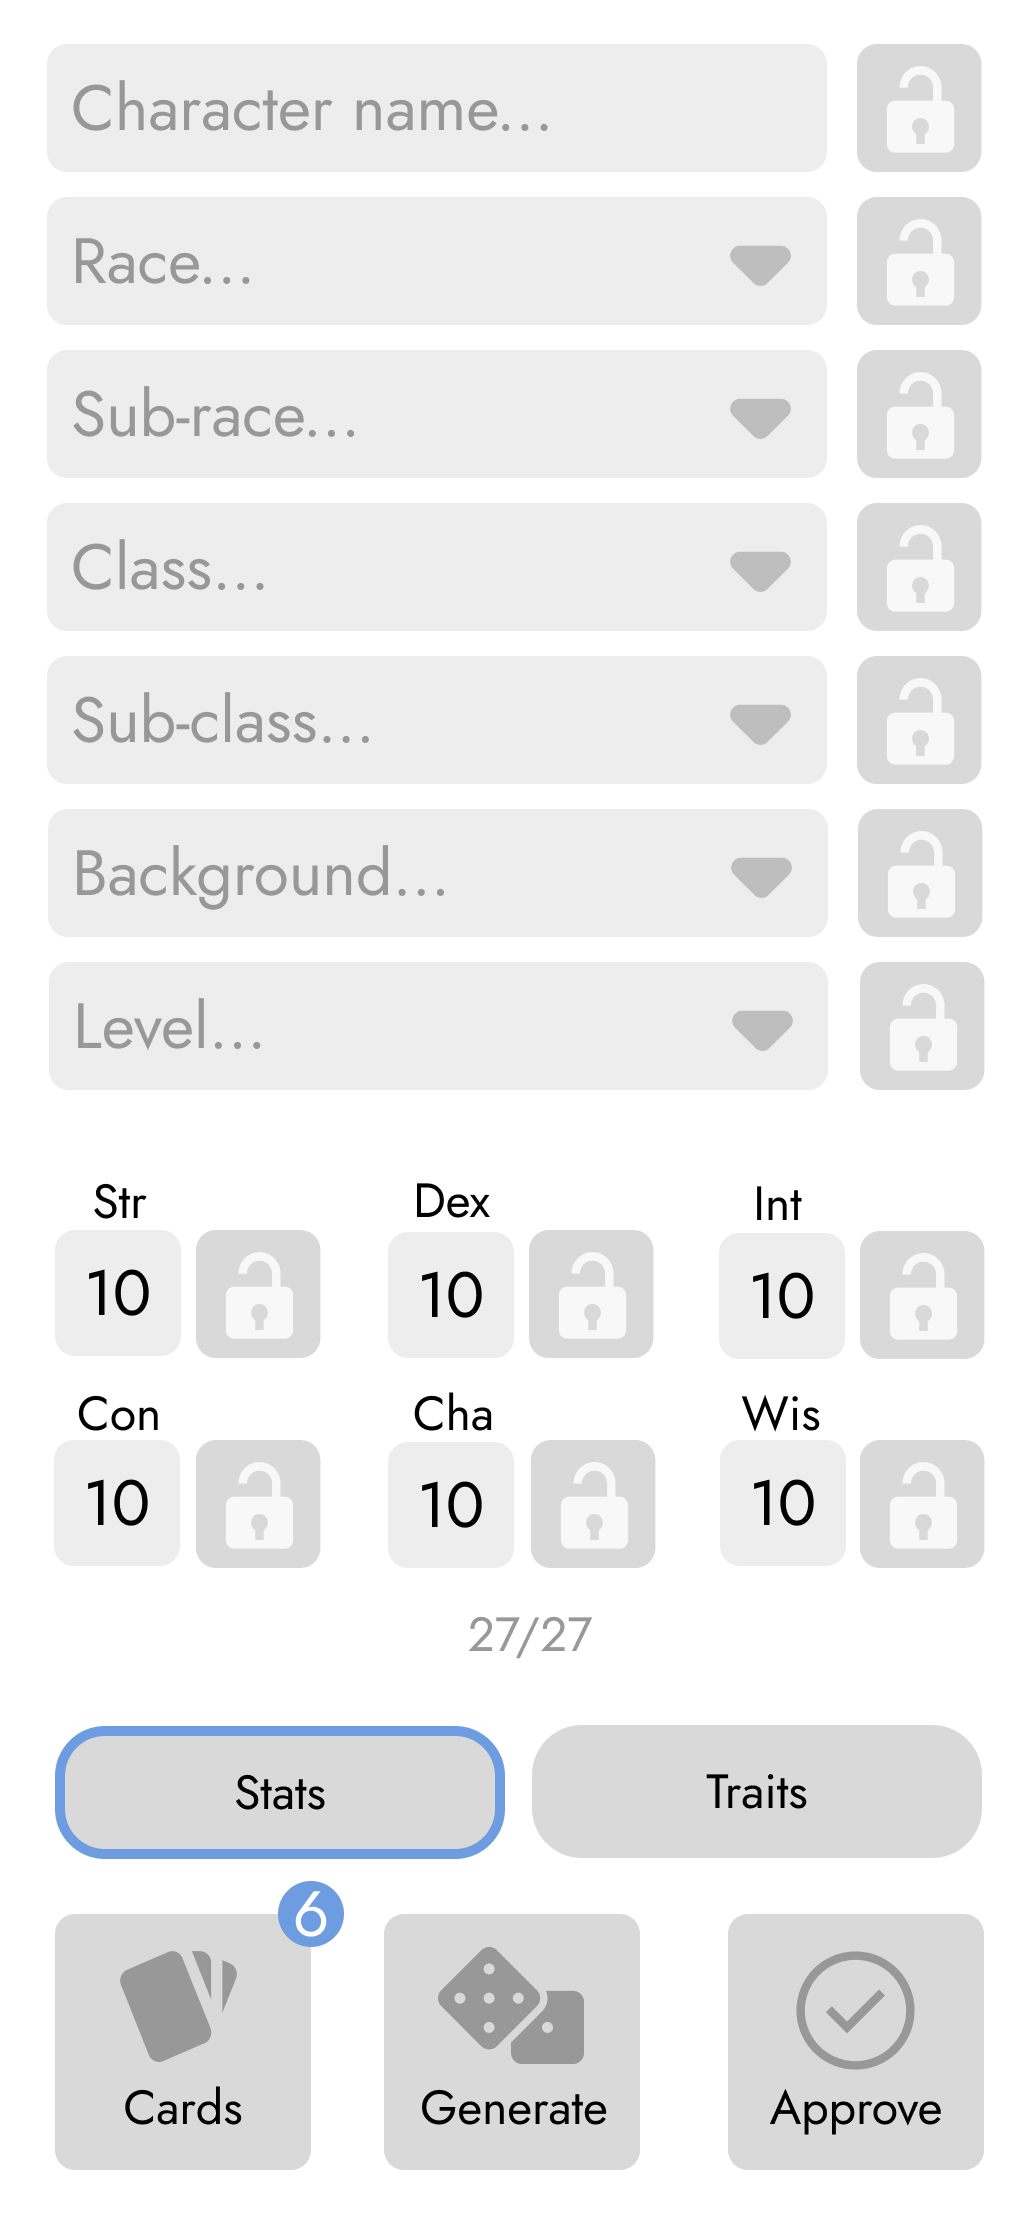 Character name...
Race...
Sub-race...
Class...
Sub-class...
Background...
Level...
Str Dex Int
10 10 10
Con Cha Wis
10 10 10
27/27
Stats Traits
6
Cards Generate Approve